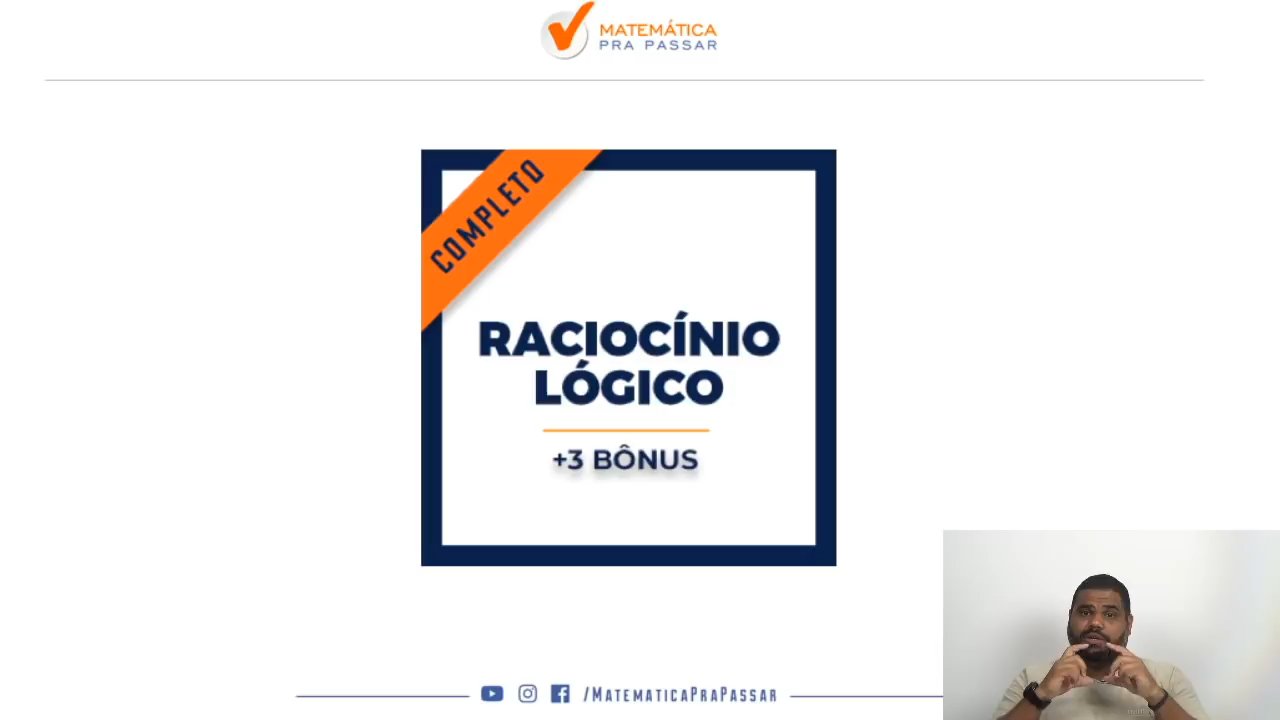 MATEMÁTICA
PRA PASSAR
COMPLETO
RACIOCÍNIO
LÓGICO
+3 BÔNUS
/MATEMATICAPRAPASSAR